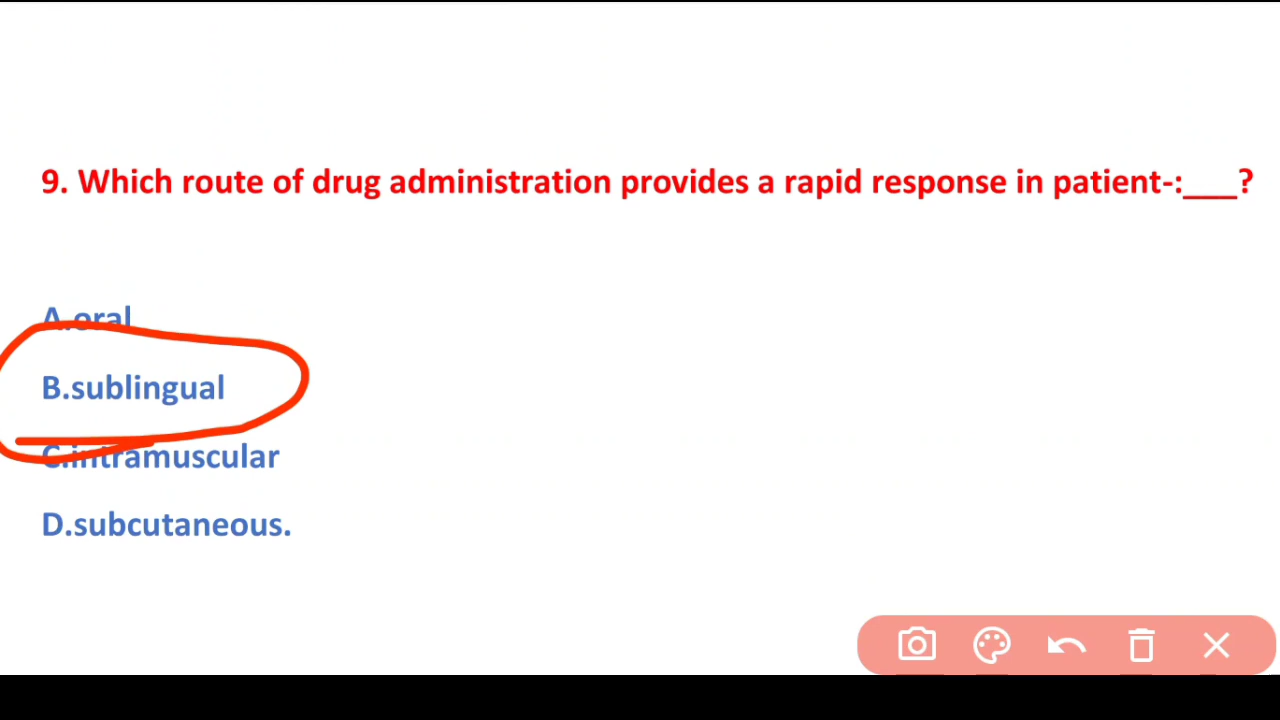 9. Which route of drug administration provides a rapid response in patient-:___?
A.oral
B.sublingual
C.intramuscular
D.subcutaneous.